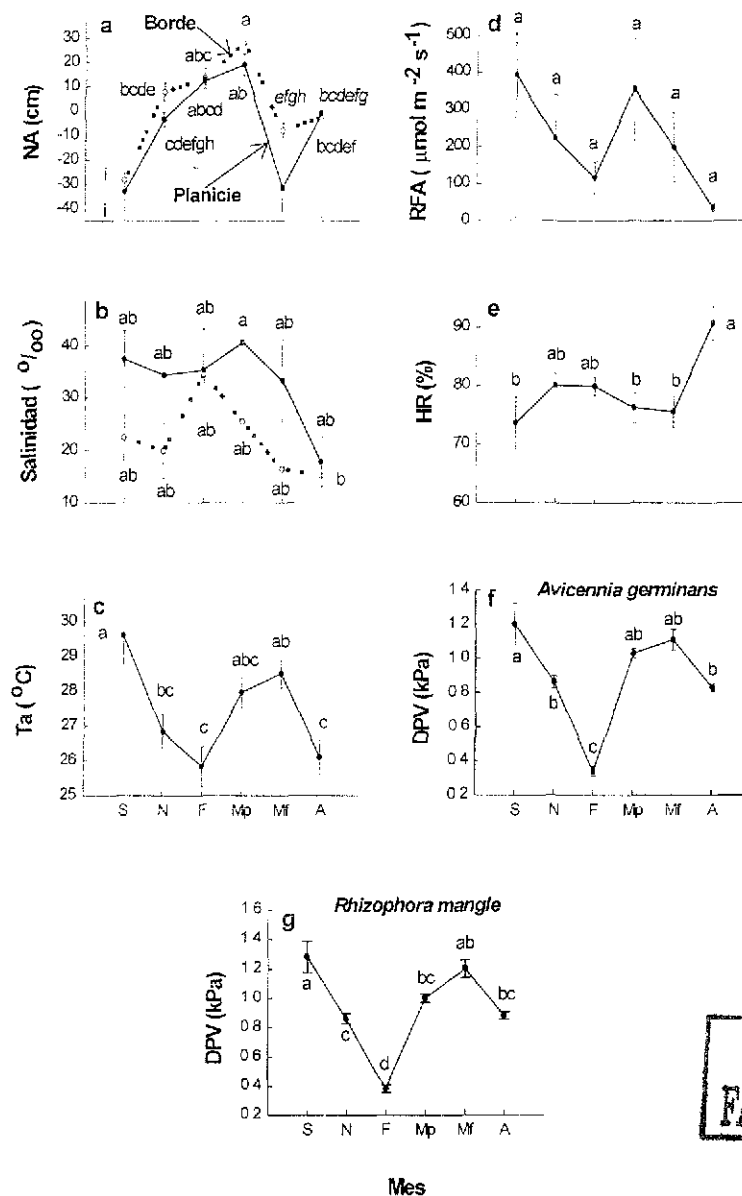 a
Borde
a
30
20
10
0
-10
-20
-30
-40
NA (cm)
abc
bcde
abcd
ab
efgh
bcdefg
cdefgh
bcdef
Planicie
i
i
d
RFA ( µmol m⁻² s⁻¹)
500
400
300
200
100
0
a
a
a
a
a
a
b
Salinidad ( º/oo)
40
30
20
10
ab
ab
ab
a
ab
ab
ab
ab
ab
ab
ab
b
e
HR (%)
90
80
70
60
b
ab
ab
b
b
a
c
Ta ( ºC)
30
29
28
27
26
25
a
bc
c
abc
ab
c
S N F Mp Mf A
f
Avicennia germinans
DPV (kPa)
1.4
1.2
1.0
0.8
0.6
0.4
0.2
a
b
c
ab
ab
b
S N F Mp Mf A
g
Rhizophora mangle
DPV (kPa)
1 6
1 4
1 2
1 0
0 8
0 6
0 4
0 2
a
c
d
bc
ab
bc
S N F Mp Mf A
Mes